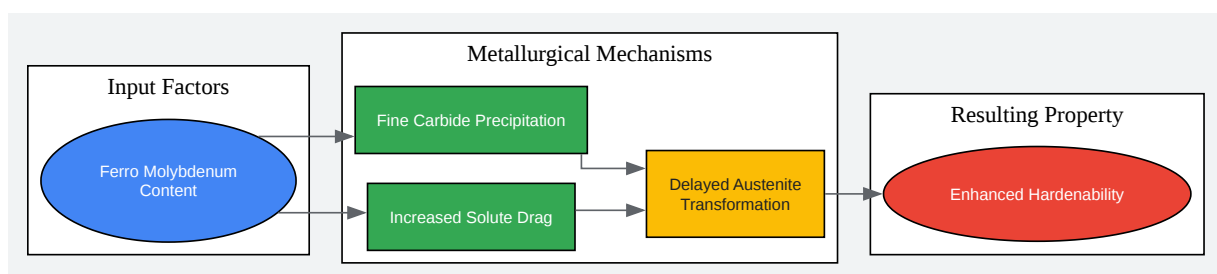 Input Factors
Ferro Molybdenum
Content
Metallurgical Mechanisms
Fine Carbide Precipitation
Increased Solute Drag
Delayed Austenite
Transformation
Resulting Property
Enhanced Hardenability